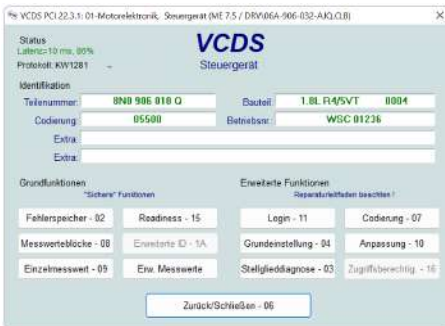 VCDS PCI 22.3.1: 01-Motorelektronik, Steuergerät (ME 7.5 / DRV\06A-906-032-AJQ.CLB)
Status
Latenz=10 ms, 86%
Protokoll: KW1281
VCDS
Steuergerät
Identifikation
Teilenummer: 8N0 906 018 Q Bauteil: 1.8L R4/5VT 0004
Codierung: 05500 Betriebsnr: WSC 01236
Extra:
Extra:
Grundfunktionen
"Sichere" Funktionen
Erweiterte Funktionen
Reparaturleitfaden beachten !
Fehlerspeicher - 02 Readiness - 15 Login - 11 Codierung - 07
Messwerteblöcke - 08 Erweiterte ID - 1A Grundeinstellung - 04 Anpassung - 10
Einzelmesswert - 09 Erw. Messwerte Stellglieddiagnose - 03 Zugriffsberechtig. - 16
Zurück/Schließen - 06